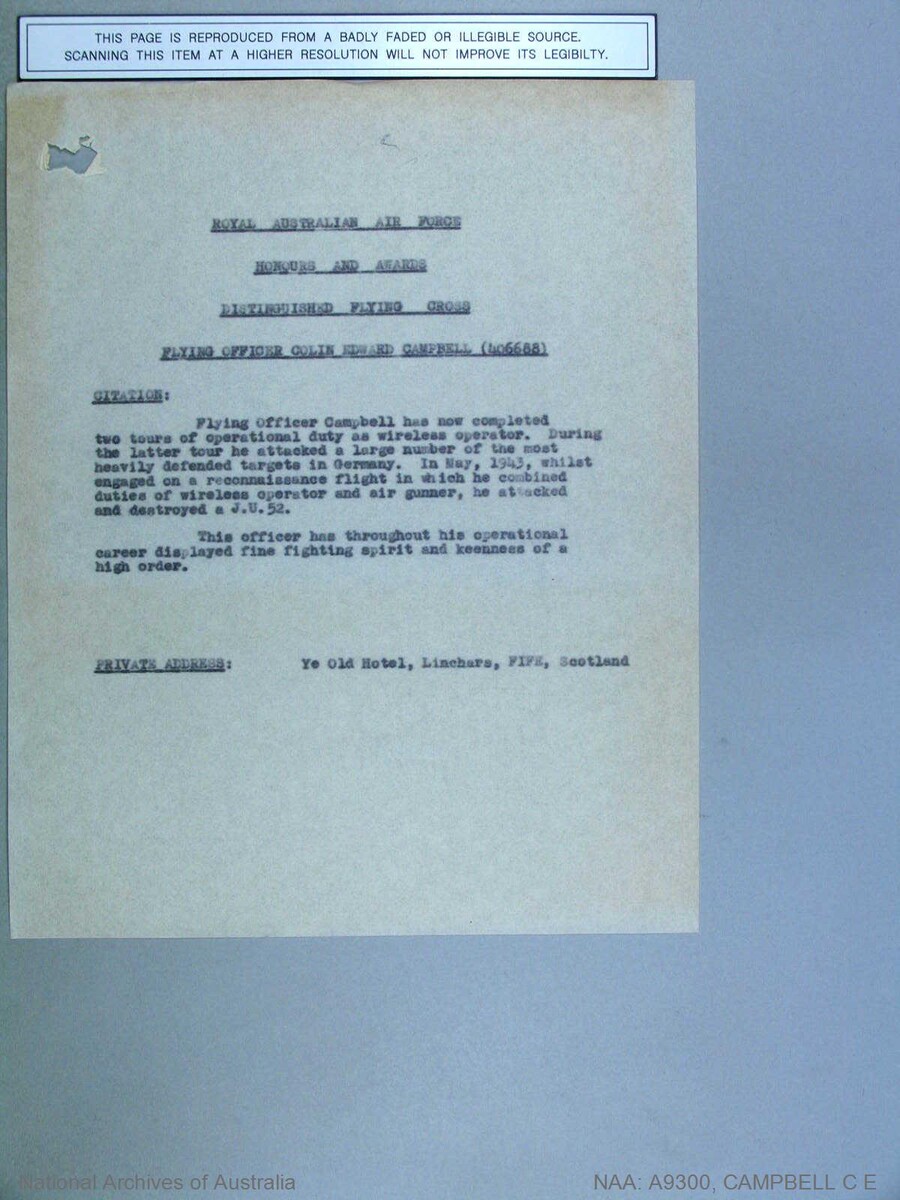 THIS PAGE IS REPRODUCED FROM A BADLY FADED OR ILLEGIBLE SOURCE.
SCANNING THIS ITEM AT A HIGHER RESOLUTION WILL NOT IMPROVE ITS LEGIBILTY.
ROYAL AUSTRALIAN AIR FORCE
HONOURS AND AWARDS
DISTINGUISHED FLYING CROSS
FLYING OFFICER COLIN EDWARD CAMPBELL (406688)
CITATION:
Flying Officer Campbell has now completed
two tours of operational duty as wireless operator. During
the latter tour he attacked a large number of the most
heavily defended targets in Germany. In May, 1943, whilst
engaged on a reconnaissance flight in which he combined
duties of wireless operator and air gunner, he attacked
and destroyed a J.U.52.
This officer has throughout his operational
career displayed fine fighting spirit and keenness of a
high order.
PRIVATE ADDRESS: Ye Old Hotel, Linchars, FIFE, Scotland
National Archives of Australia
NAA: A9300, CAMPBELL C E